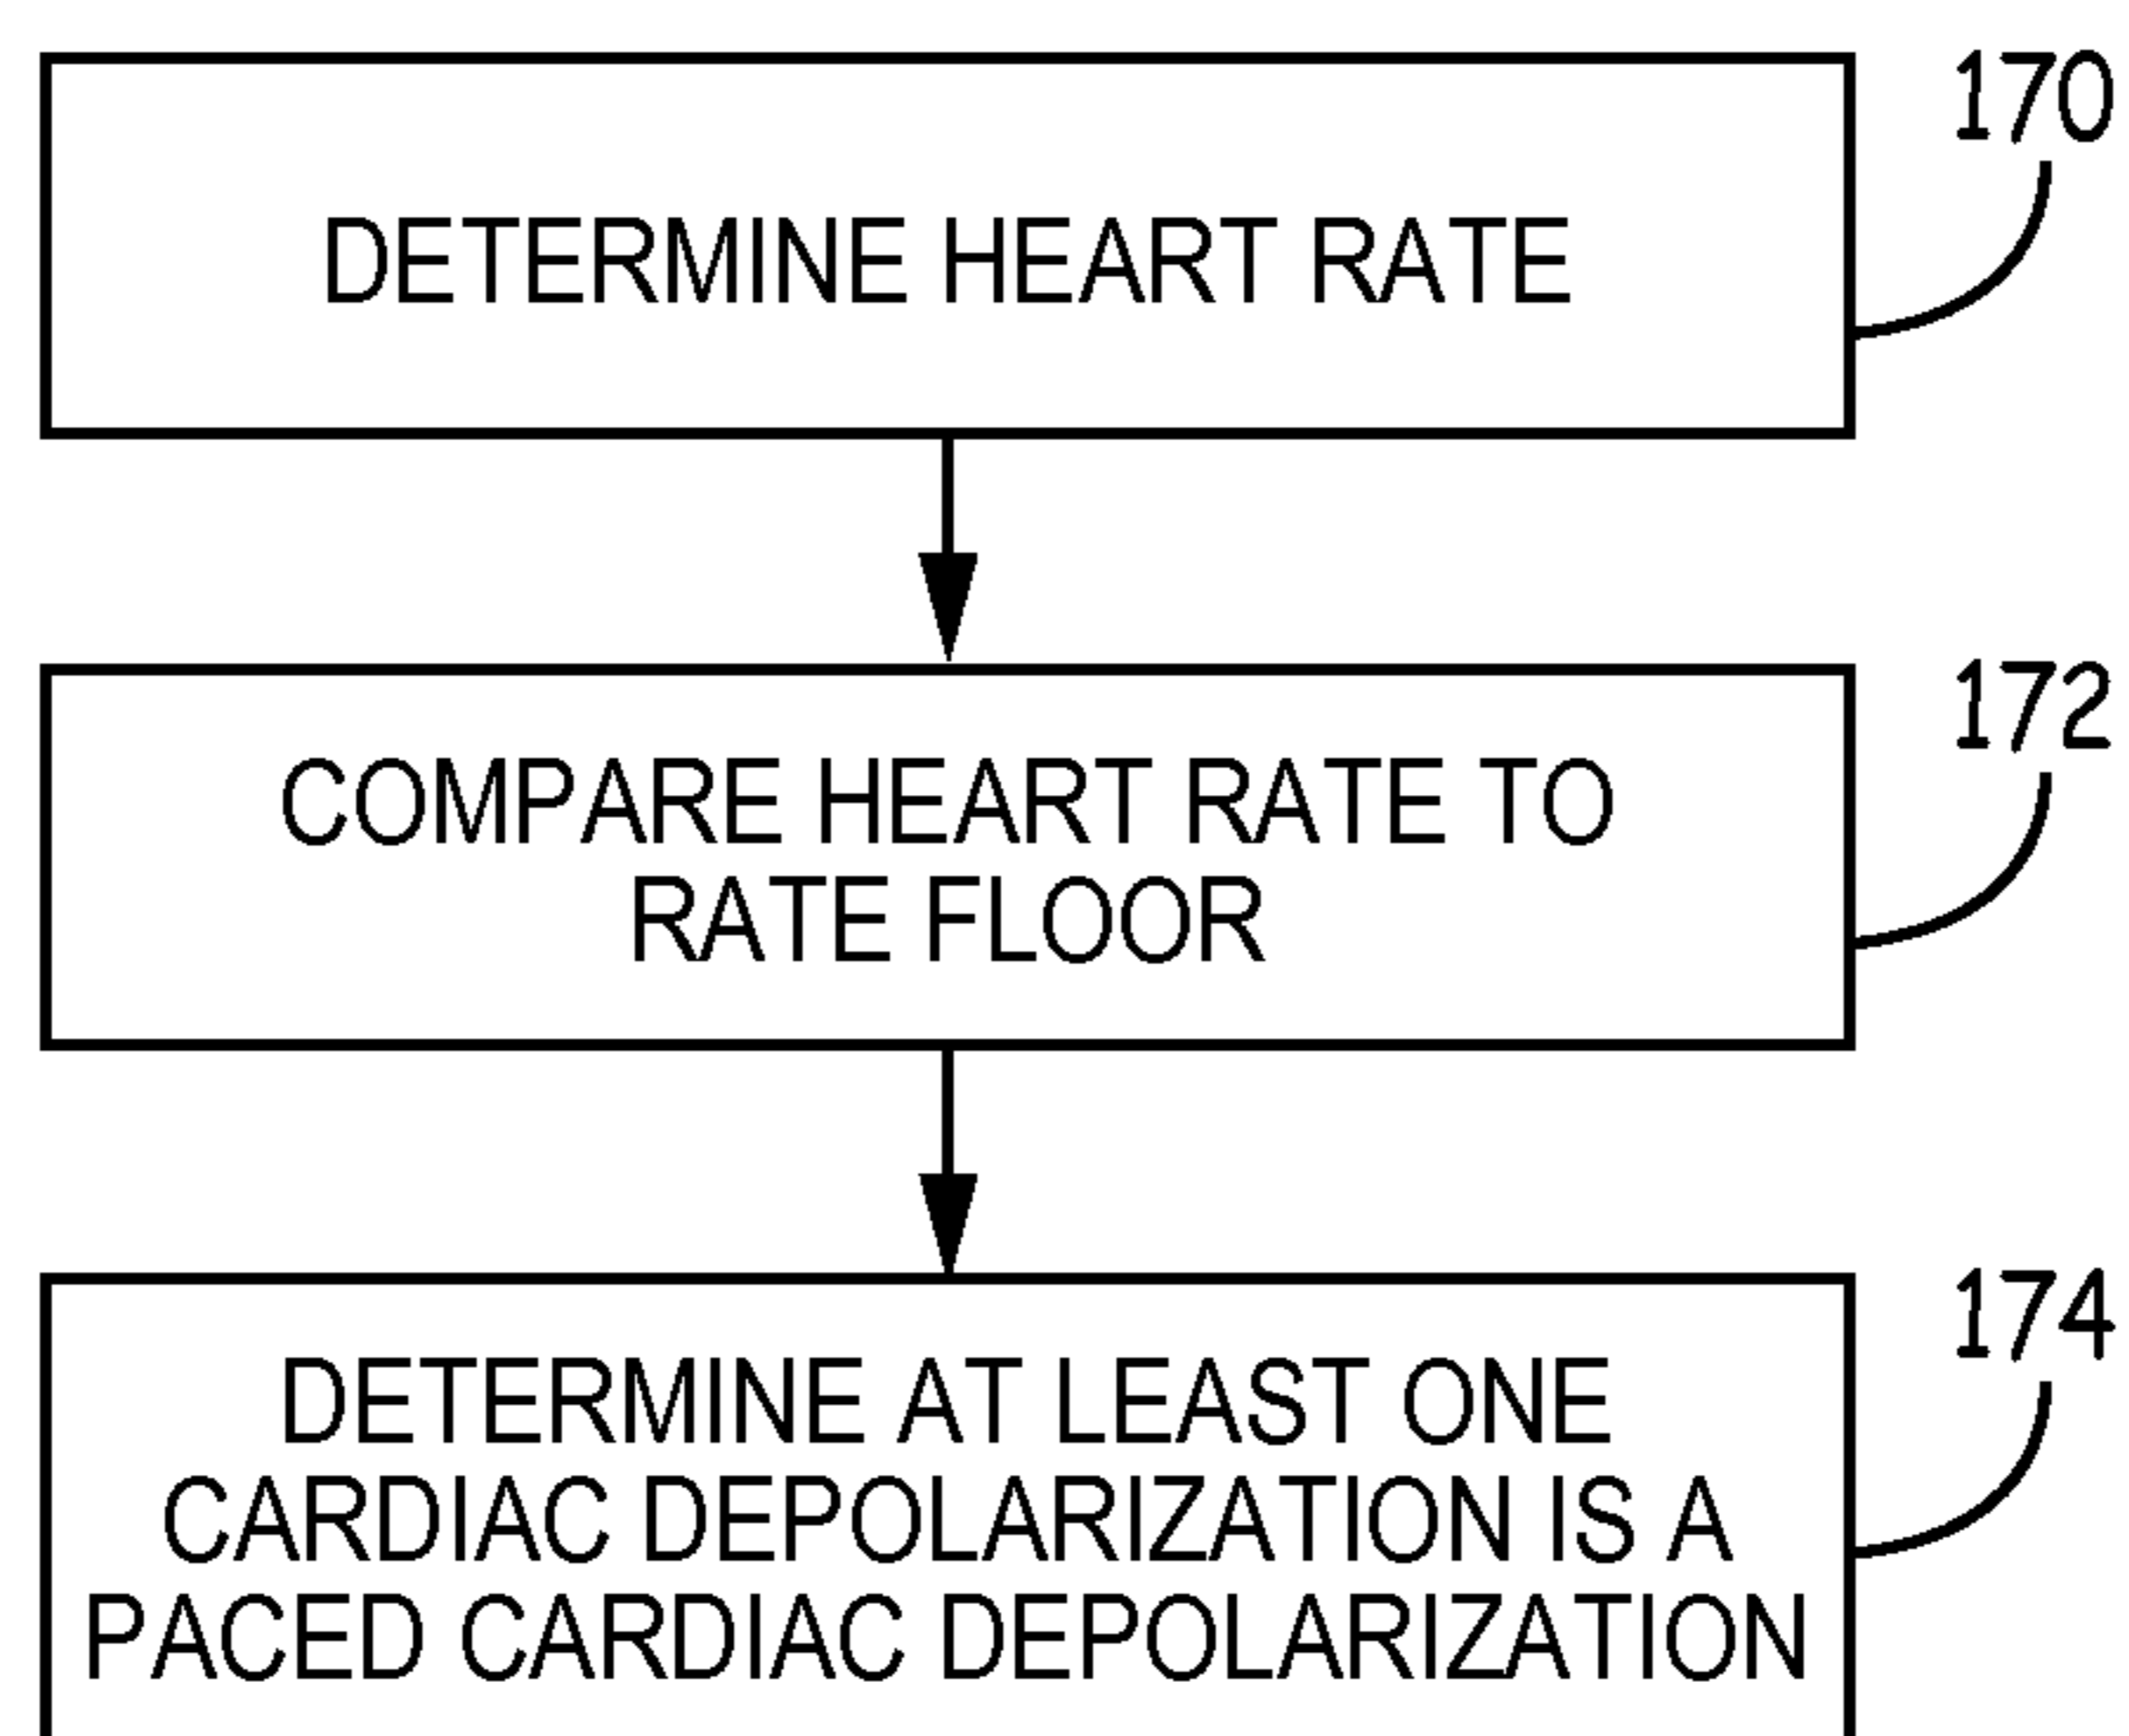 170
DETERMINE HEART RATE
172
COMPARE HEART RATE TO
RATE FLOOR
174
DETERMINE AT LEAST ONE
CARDIAC DEPOLARIZATION IS A
PACED CARDIAC DEPOLARIZATION